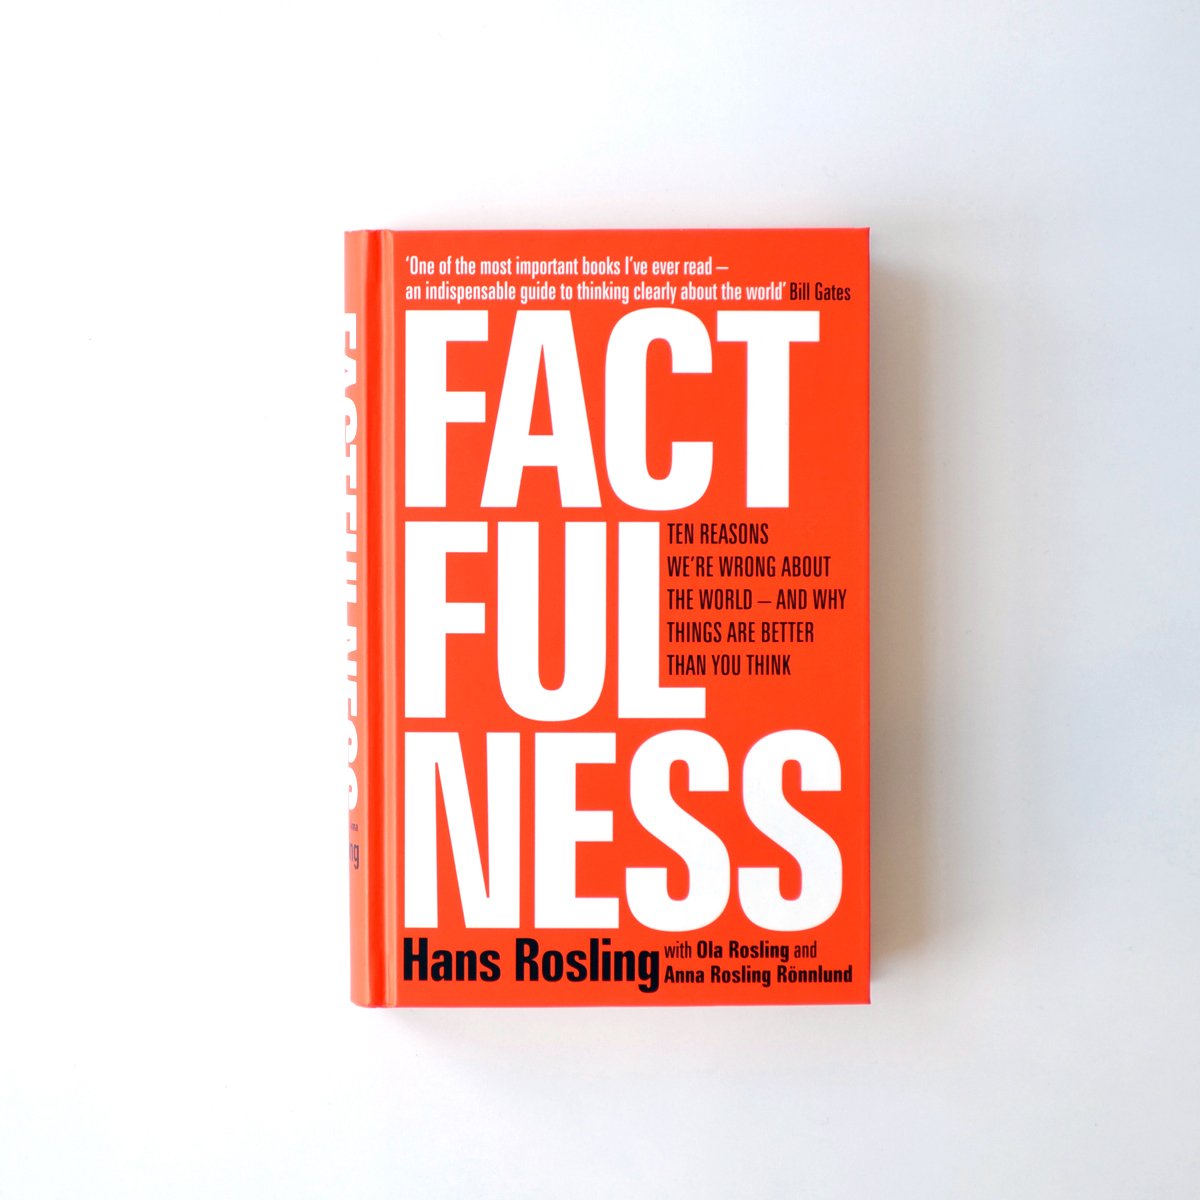 'One of the most important books I've ever read –
an indispensable guide to thinking clearly about the world' Bill Gates
FACT
FUL
TEN REASONS
WE'RE WRONG ABOUT
THE WORLD – AND WHY
THINGS ARE BETTER
THAN YOU THINK
NESS
Hans Rosling
with Ola Rosling and
Anna Rosling Rönnlund
FACTFULNESS